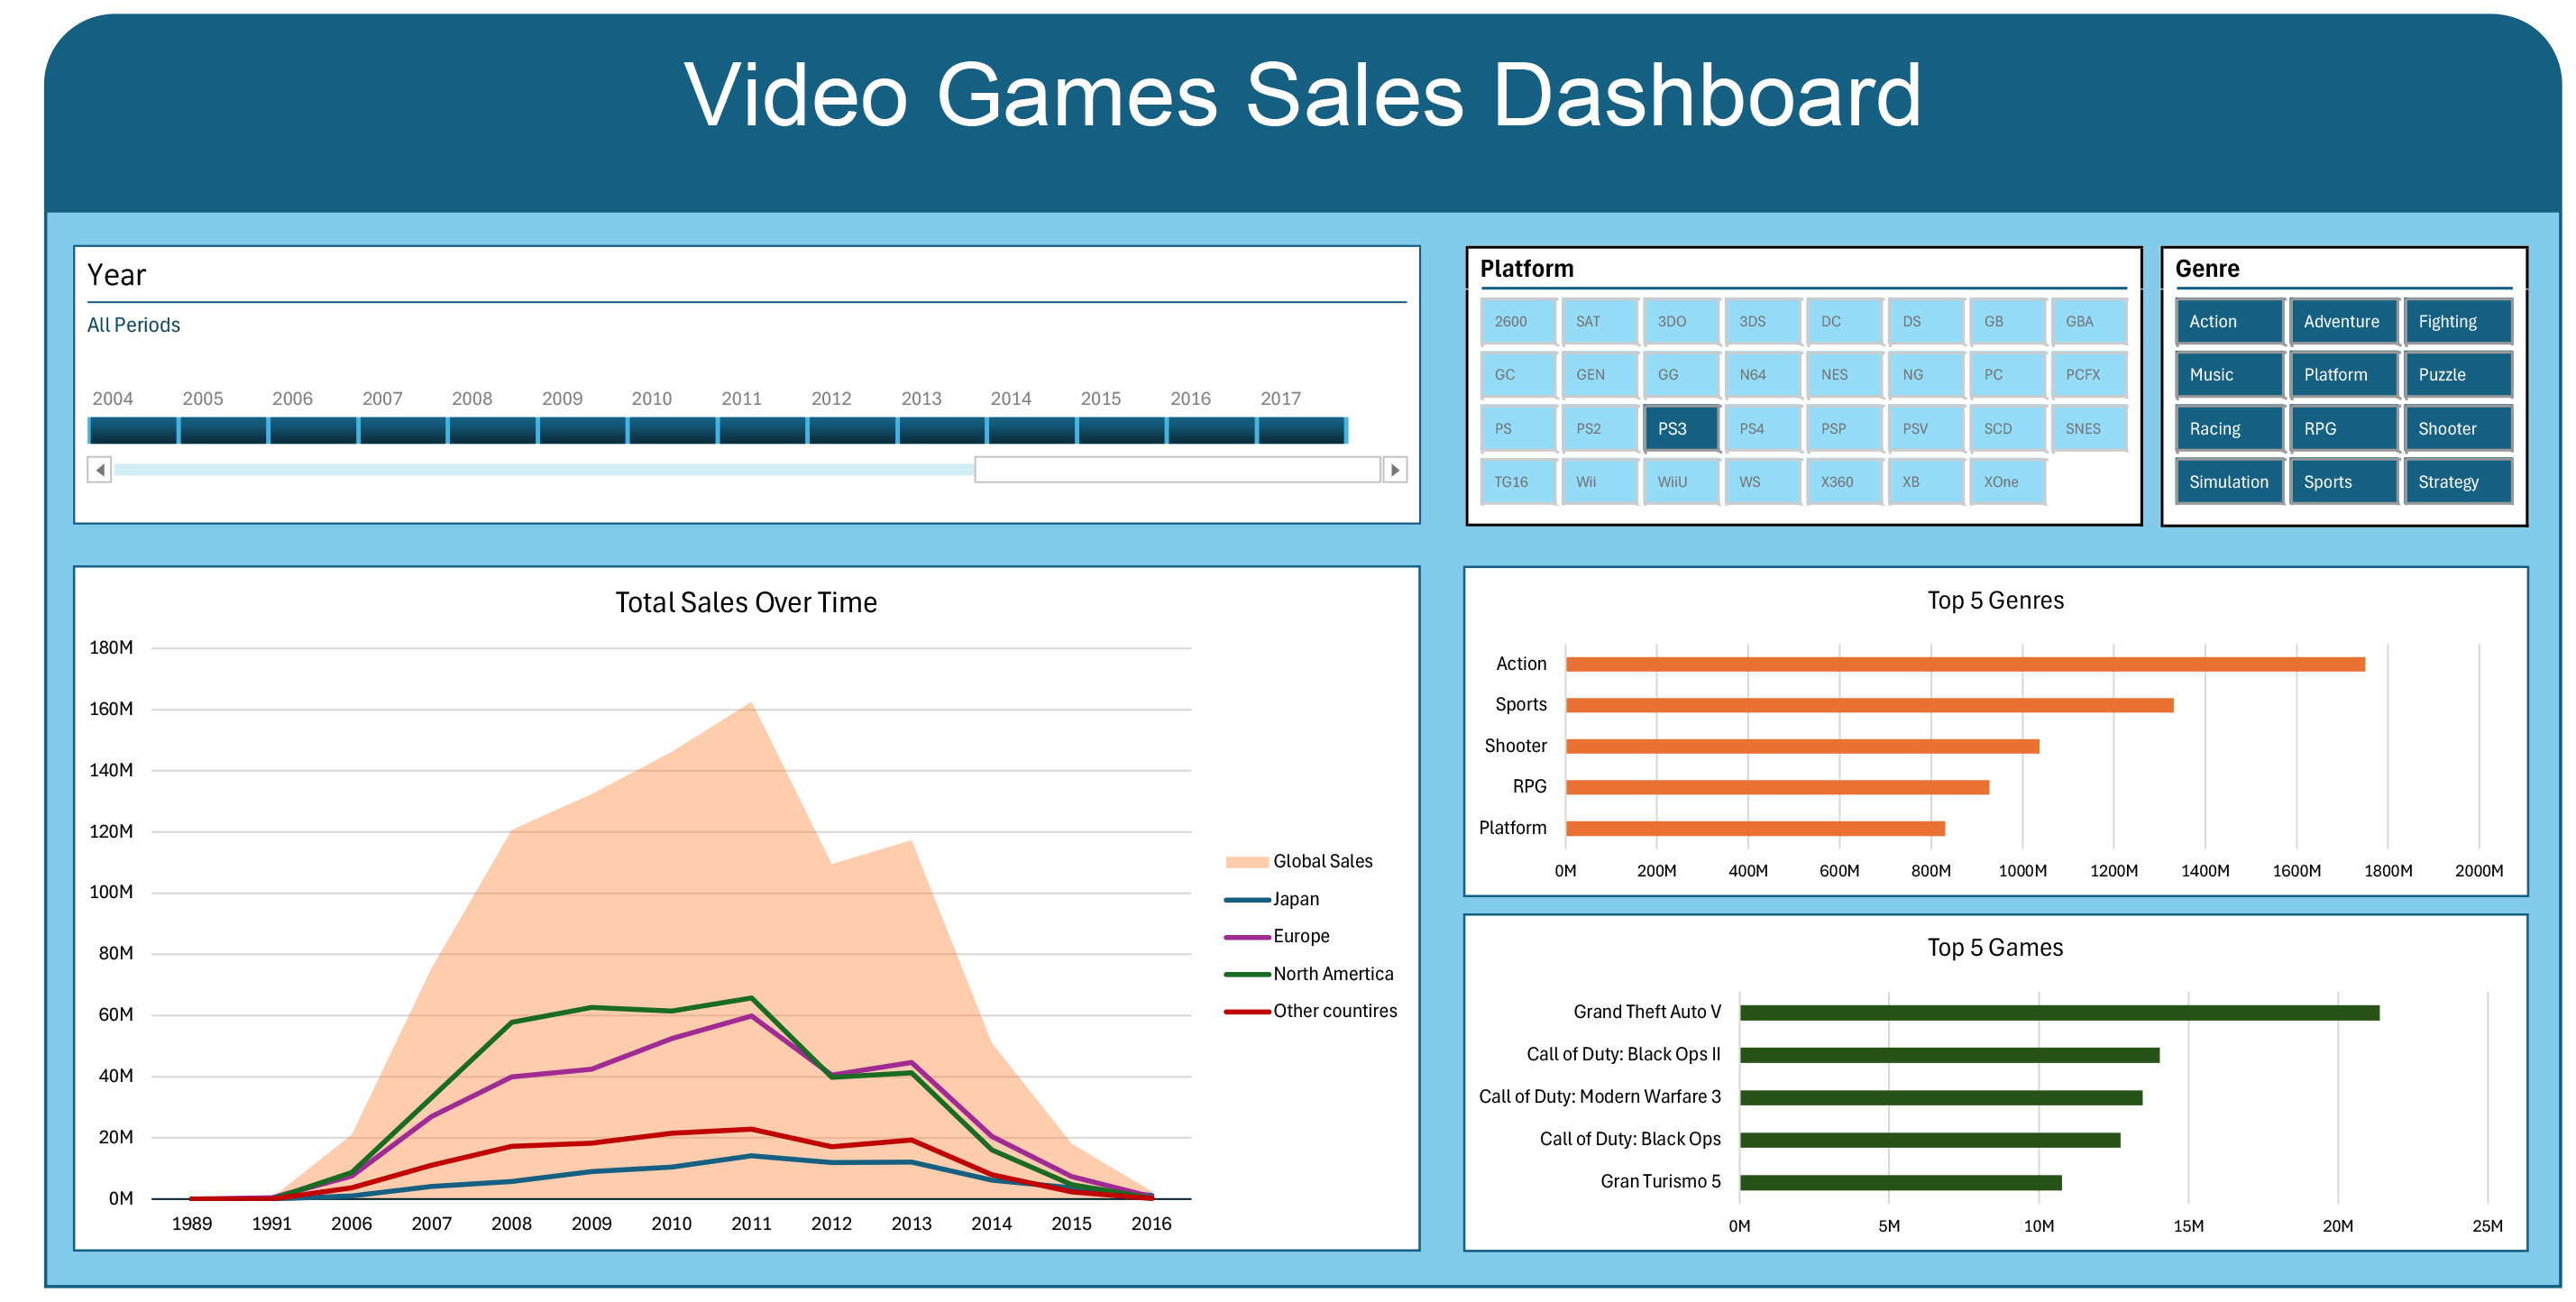 Video Games Sales Dashboard
Year
All Periods
2004 2005 2006 2007 2008 2009 2010 2011 2012 2013 2014 2015 2016 2017
Platform
2600 SAT 3DO 3DS DC DS GB GBA
GC GEN GG N64 NES NG PC PCFX
PS PS2 PS3 PS4 PSP PSV SCD SNES
TG16 Wii WiiU WS X360 XB XOne
Genre
Action Adventure Fighting
Music Platform Puzzle
Racing RPG Shooter
Simulation Sports Strategy
Total Sales Over Time
180M
160M
140M
120M
100M
80M
60M
40M
20M
0M
1989 1991 2006 2007 2008 2009 2010 2011 2012 2013 2014 2015 2016
Global Sales
Japan
Europe
North Amertica
Other countires
Top 5 Genres
Action
Sports
Shooter
RPG
Platform
0M 200M 400M 600M 800M 1000M 1200M 1400M 1600M 1800M 2000M
Top 5 Games
Grand Theft Auto V
Call of Duty: Black Ops II
Call of Duty: Modern Warfare 3
Call of Duty: Black Ops
Gran Turismo 5
0M 5M 10M 15M 20M 25M